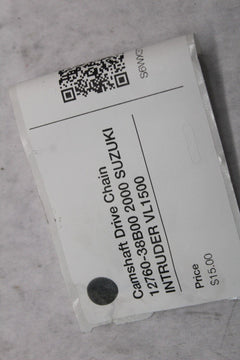 Camshaft Drive Chain
12760-38B00 2000 SUZUKI
INTRUDER VL1500
Price
$15.00